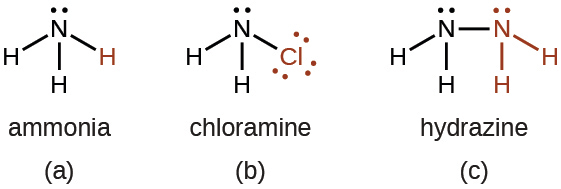 N N N N
H H H Cl H H
H H H H
ammonia chloramine hydrazine
(a) (b) (c)